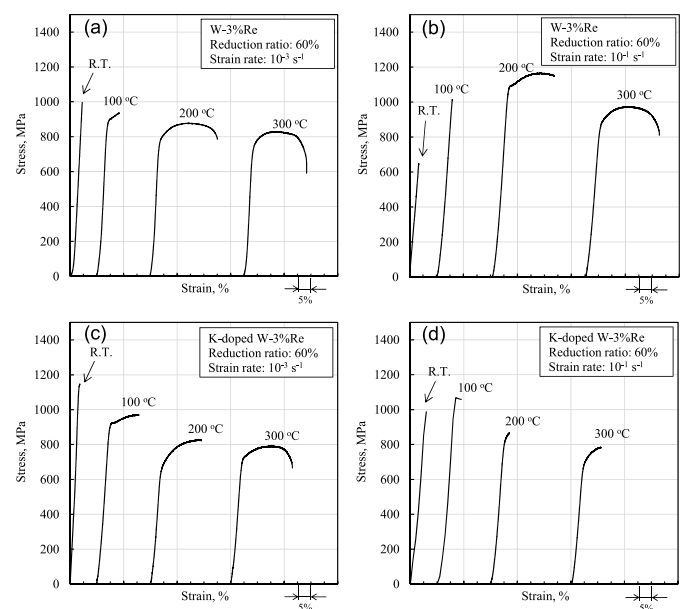 (a)
W-3%Re
Reduction ratio: 60%
Strain rate: 10⁻³ s⁻¹
R.T.
100 °C
200 °C
300 °C
1400
1200
1000
800
600
400
200
0
Stress, MPa
Strain, %
5%
(b)
W-3%Re
Reduction ratio: 60%
Strain rate: 10⁻¹ s⁻¹
R.T.
100 °C
200 °C
300 °C
1400
1200
1000
800
600
400
200
0
Stress, MPa
Strain, %
5%
(c)
K-doped W-3%Re
Reduction ratio: 60%
Strain rate: 10⁻³ s⁻¹
R.T.
100 °C
200 °C
300 °C
1400
1200
1000
800
600
400
200
0
Stress, MPa
Strain, %
5%
(d)
K-doped W-3%Re
Reduction ratio: 60%
Strain rate: 10⁻¹ s⁻¹
R.T.
100 °C
200 °C
300 °C
1400
1200
1000
800
600
400
200
0
Stress, MPa
Strain, %
5%